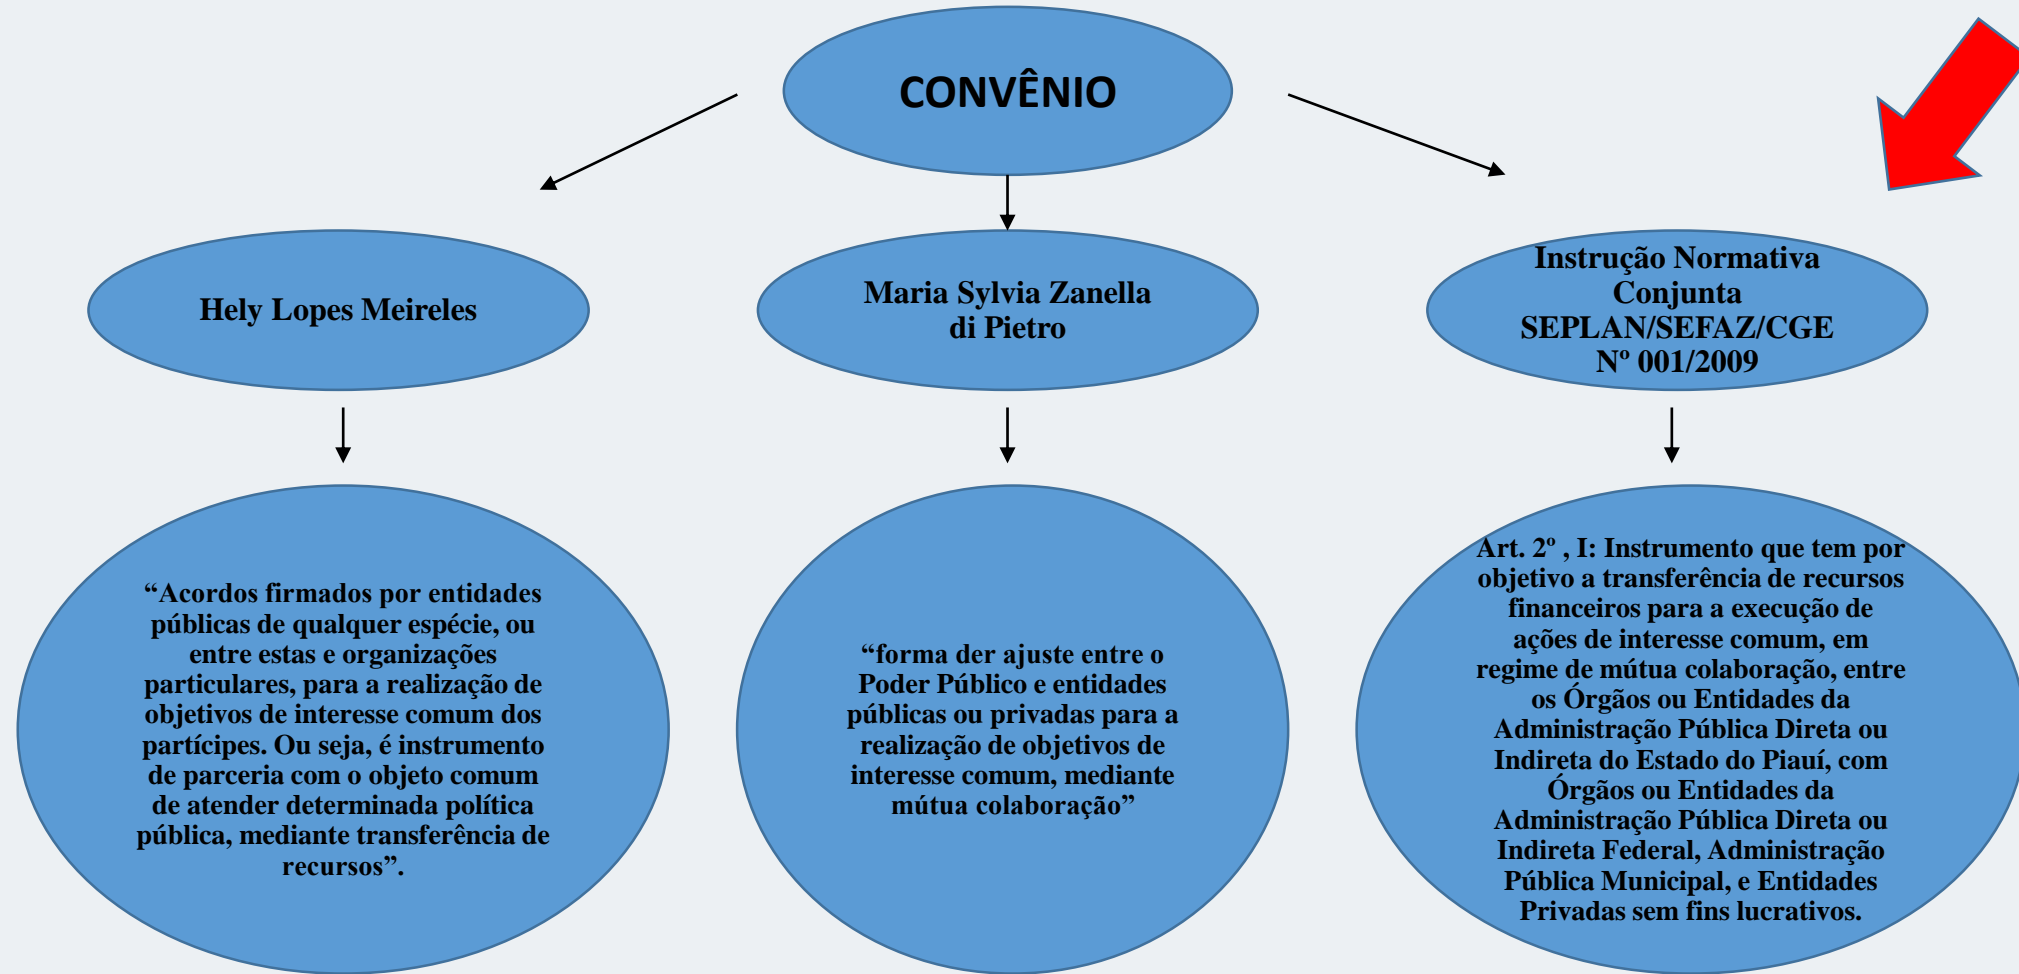 CONVÊNIO
Hely Lopes Meireles
Maria Sylvia Zanella
di Pietro
Instrução Normativa
Conjunta
SEPLAN/SEFAZ/CGE
Nº 001/2009
“Acordos firmados por entidades
públicas de qualquer espécie, ou
entre estas e organizações
particulares, para a realização de
objetivos de interesse comum dos
partícipes. Ou seja, é instrumento
de parceria com o objeto comum
de atender determinada política
pública, mediante transferência de
recursos”.
“forma der ajuste entre o
Poder Público e entidades
públicas ou privadas para a
realização de objetivos de
interesse comum, mediante
mútua colaboração”
Art. 2º , I: Instrumento que tem por
objetivo a transferência de recursos
financeiros para a execução de
ações de interesse comum, em
regime de mútua colaboração, entre
os Órgãos ou Entidades da
Administração Pública Direta ou
Indireta do Estado do Piauí, com
Órgãos ou Entidades da
Administração Pública Direta ou
Indireta Federal, Administração
Pública Municipal, e Entidades
Privadas sem fins lucrativos.